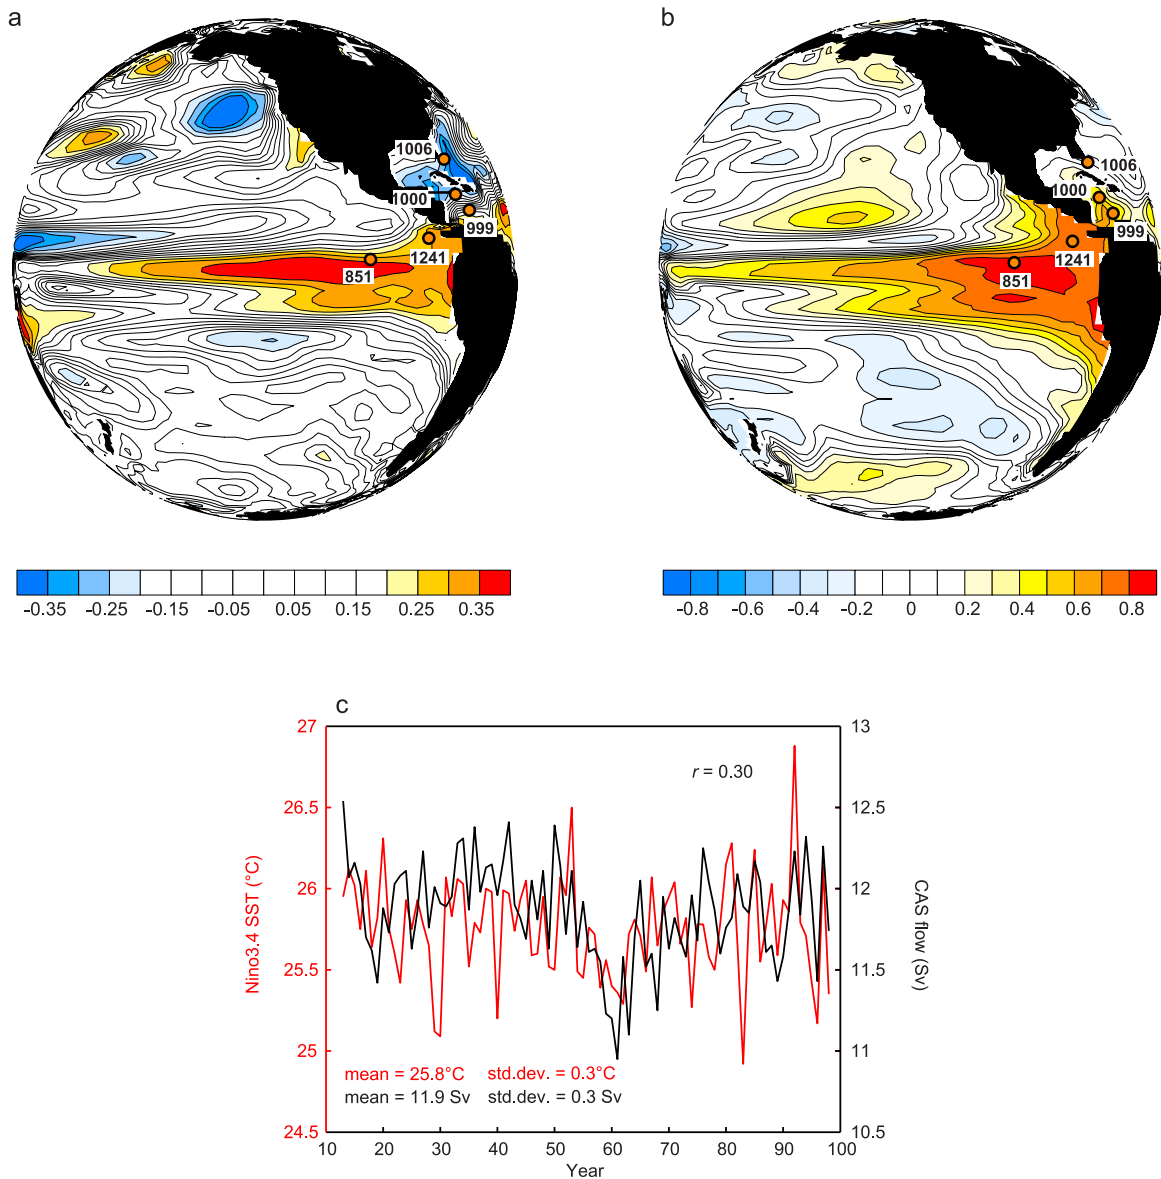 a
b
1006
1000
999
1241
851
1006
1000
999
1241
851
-0.35 -0.25 -0.15 -0.05 0.05 0.15 0.25 0.35
-0.8 -0.6 -0.4 -0.2 0 0.2 0.4 0.6 0.8
c
27 13
r = 0.30
26.5 12.5
26 12
Nino3.4 SST (°C)
CAS flow (Sv)
25.5 11.5
25 11
mean = 25.8°C std.dev. = 0.3°C
mean = 11.9 Sv std.dev. = 0.3 Sv
24.5 10.5
10 20 30 40 50 60 70 80 90 100
Year